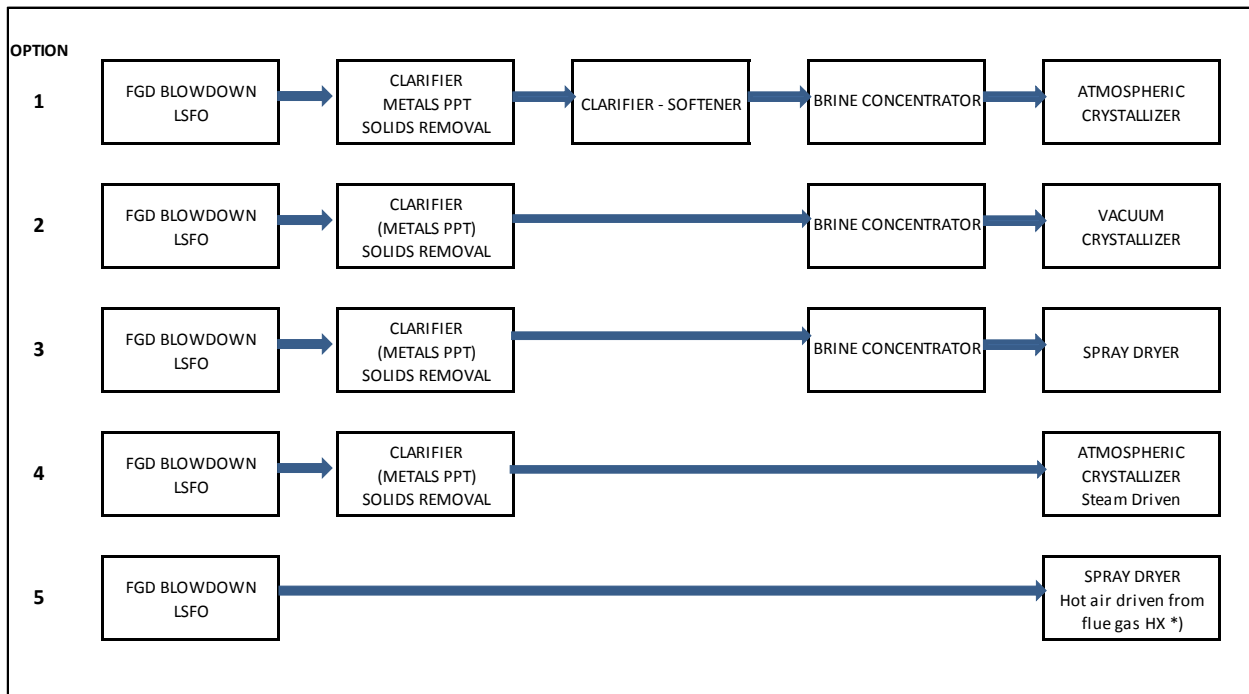 OPTION
1
FGD BLOWDOWN
LSFO
CLARIFIER
METALS PPT
SOLIDS REMOVAL
CLARIFIER - SOFTENER
BRINE CONCENTRATOR
ATMOSPHERIC
CRYSTALLIZER
2
FGD BLOWDOWN
LSFO
CLARIFIER
(METALS PPT)
SOLIDS REMOVAL
BRINE CONCENTRATOR
VACUUM
CRYSTALLIZER
3
FGD BLOWDOWN
LSFO
CLARIFIER
(METALS PPT)
SOLIDS REMOVAL
BRINE CONCENTRATOR
SPRAY DRYER
4
FGD BLOWDOWN
LSFO
CLARIFIER
(METALS PPT)
SOLIDS REMOVAL
ATMOSPHERIC
CRYSTALLIZER
Steam Driven
5
FGD BLOWDOWN
LSFO
SPRAY DRYER
Hot air driven from
flue gas HX *)